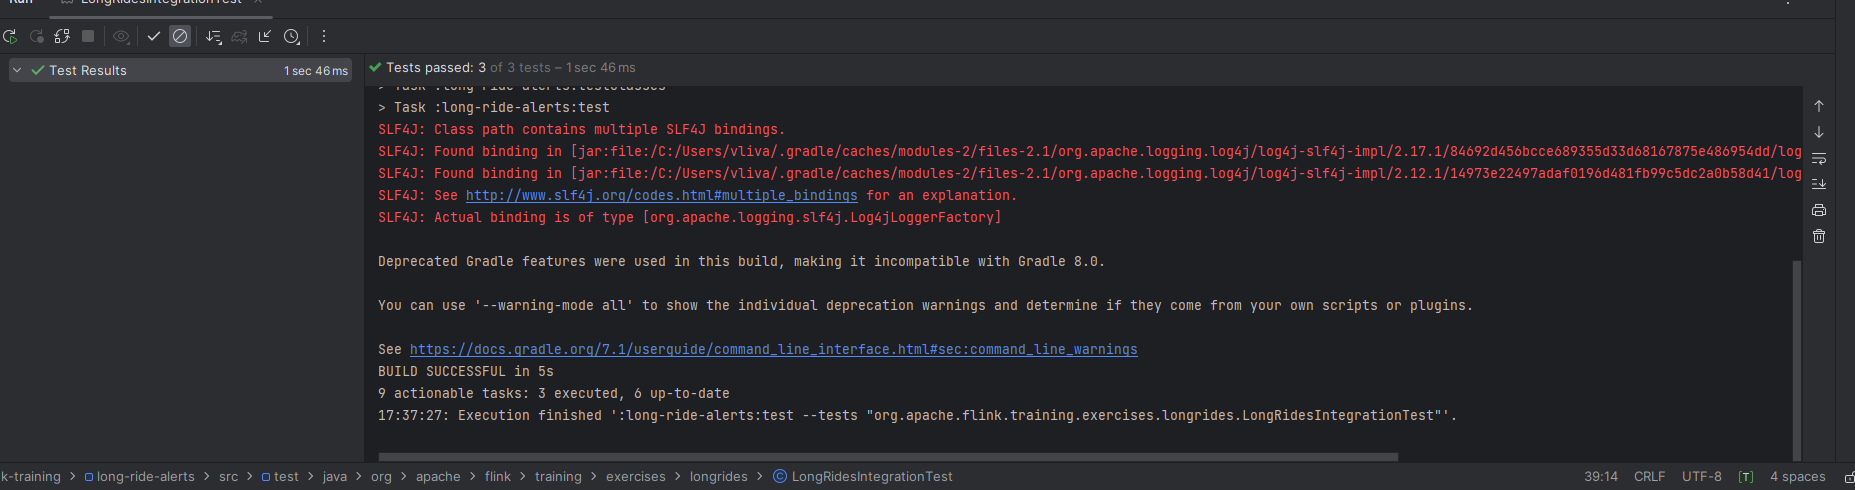 Run LongRidesIntegrationTest
Test Results 1 sec 46 ms
Tests passed: 3 of 3 tests – 1 sec 46 ms
> Task :long-ride-alerts:testClasses
> Task :long-ride-alerts:test
SLF4J: Class path contains multiple SLF4J bindings.
SLF4J: Found binding in [jar:file:/C:/Users/vliva/.gradle/caches/modules-2/files-2.1/org.apache.logging.log4j/log4j-slf4j-impl/2.17.1/84692d456bcce689355d33d68167875e486954dd/log
SLF4J: Found binding in [jar:file:/C:/Users/vliva/.gradle/caches/modules-2/files-2.1/org.apache.logging.log4j/log4j-slf4j-impl/2.12.1/14973e22497adaf0196d481fb99c5dc2a0b58d41/log
SLF4J: See http://www.slf4j.org/codes.html#multiple_bindings for an explanation.
SLF4J: Actual binding is of type [org.apache.logging.slf4j.Log4jLoggerFactory]
Deprecated Gradle features were used in this build, making it incompatible with Gradle 8.0.
You can use '--warning-mode all' to show the individual deprecation warnings and determine if they come from your own scripts or plugins.
See https://docs.gradle.org/7.1/userguide/command_line_interface.html#sec:command_line_warnings
BUILD SUCCESSFUL in 5s
9 actionable tasks: 3 executed, 6 up-to-date
17:37:27: Execution finished ':long-ride-alerts:test --tests "org.apache.flink.training.exercises.longrides.LongRidesIntegrationTest"'.
k-training > long-ride-alerts > src > test > java > org > apache > flink > training > exercises > longrides > LongRidesIntegrationTest 39:14 CRLF UTF-8 [T] 4 spaces